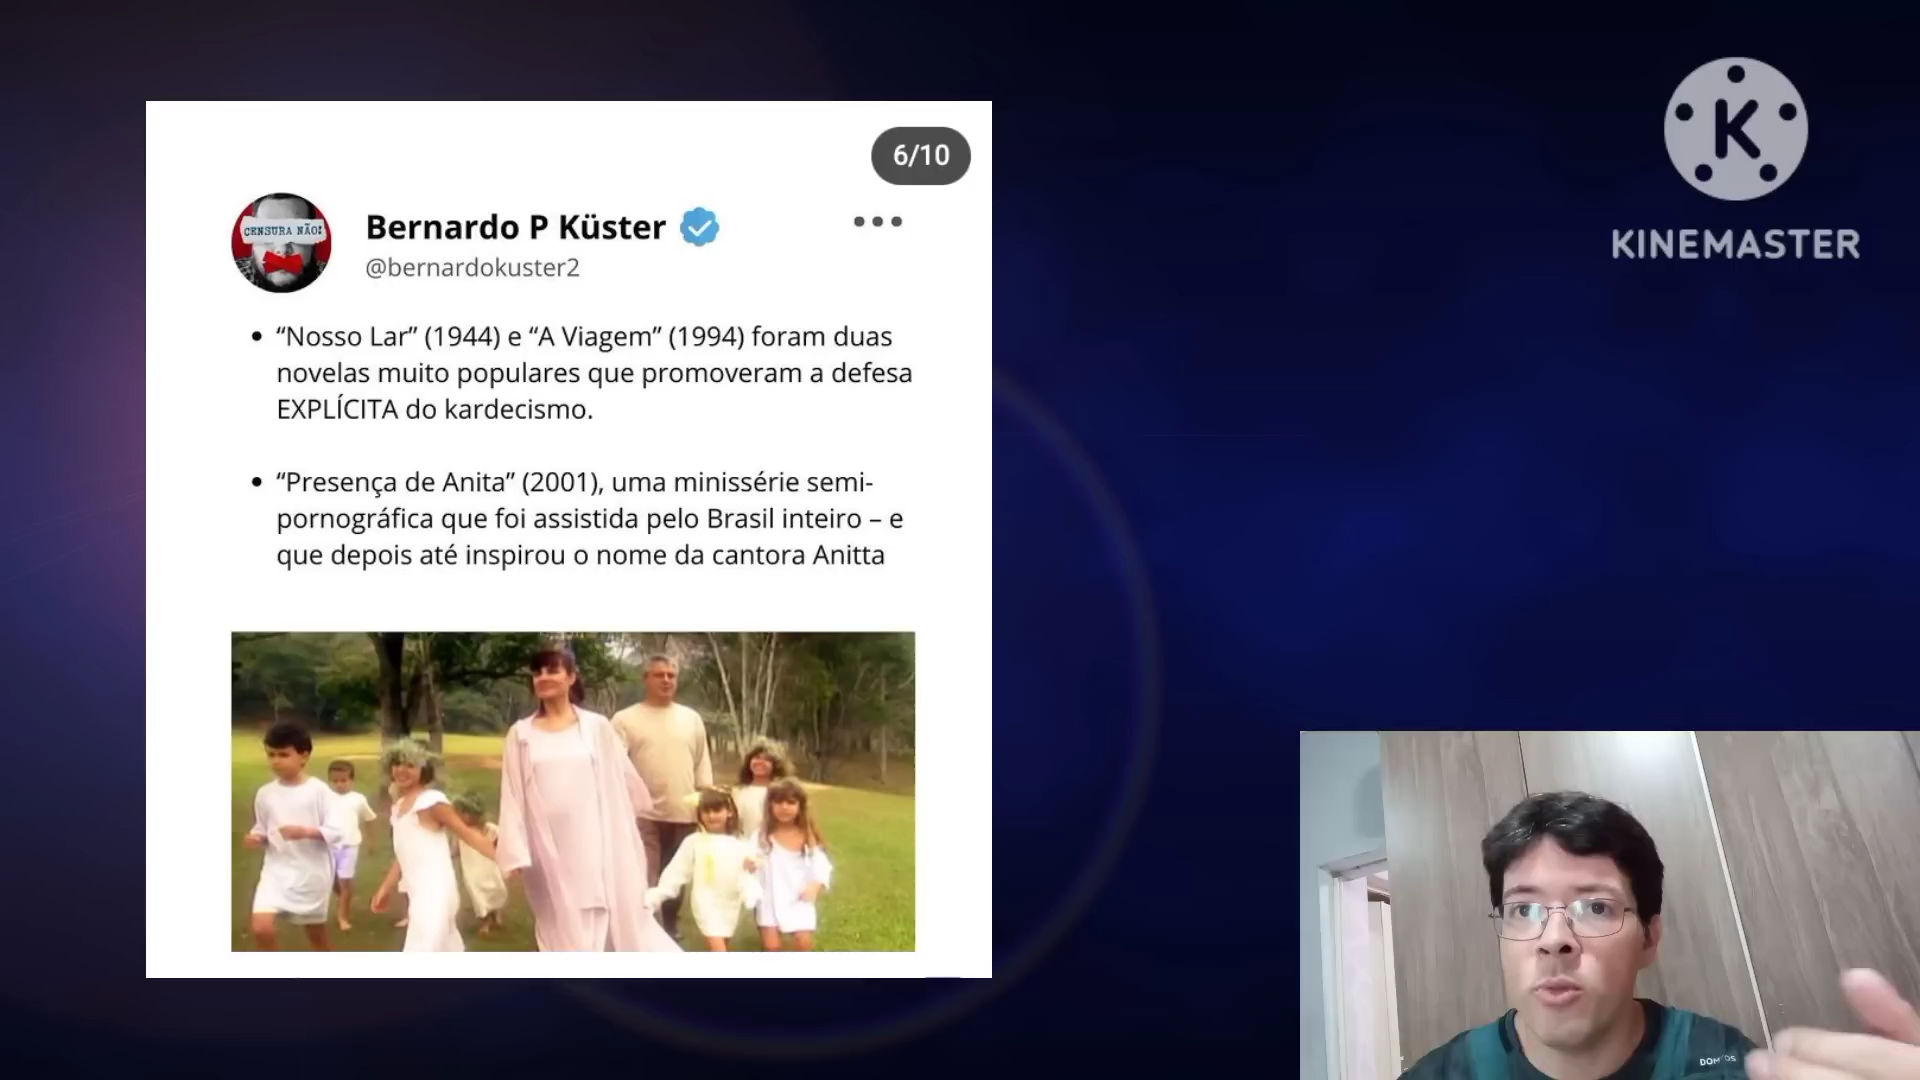 6/10
CENSURA NÃO!
Bernardo P Küster
@bernardokuster2
• “Nosso Lar” (1944) e “A Viagem” (1994) foram duas
novelas muito populares que promoveram a defesa
EXPLÍCITA do kardecismo.
• “Presença de Anita” (2001), uma minissérie semi-
pornográfica que foi assistida pelo Brasil inteiro – e
que depois até inspirou o nome da cantora Anitta
K
KINEMASTER